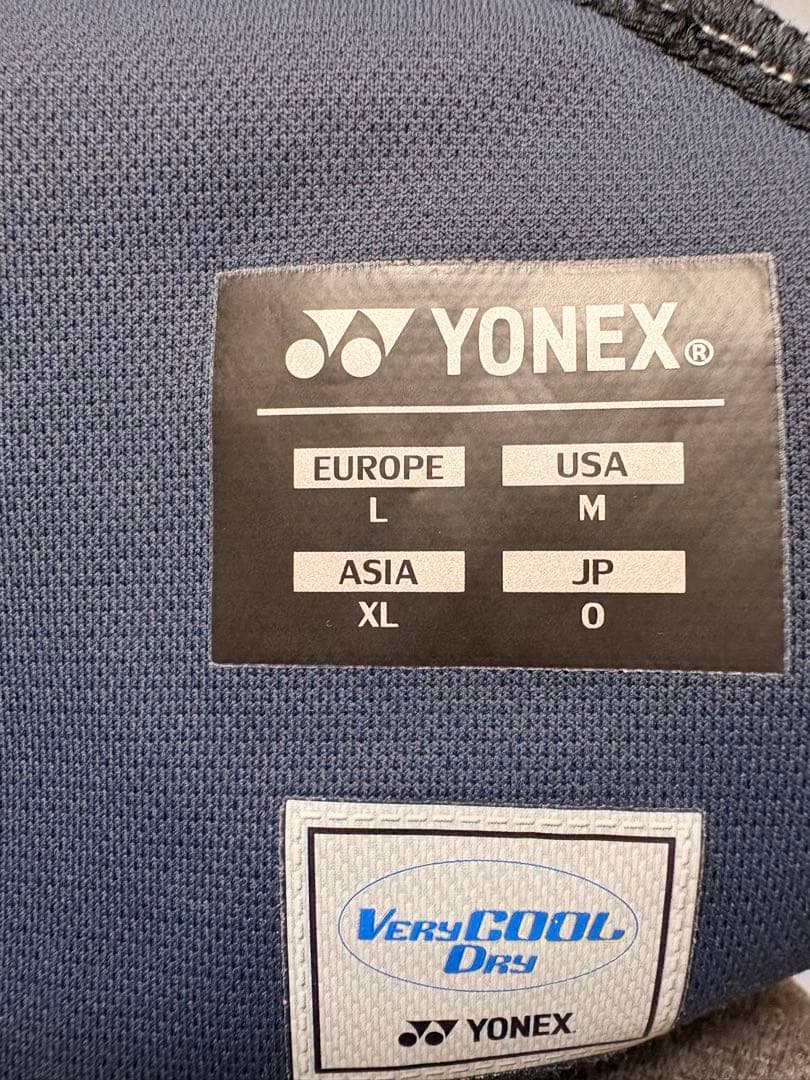 YONEX®
EUROPE USA
L M
ASIA JP
XL O
VERY COOL
DRY
YONEX.